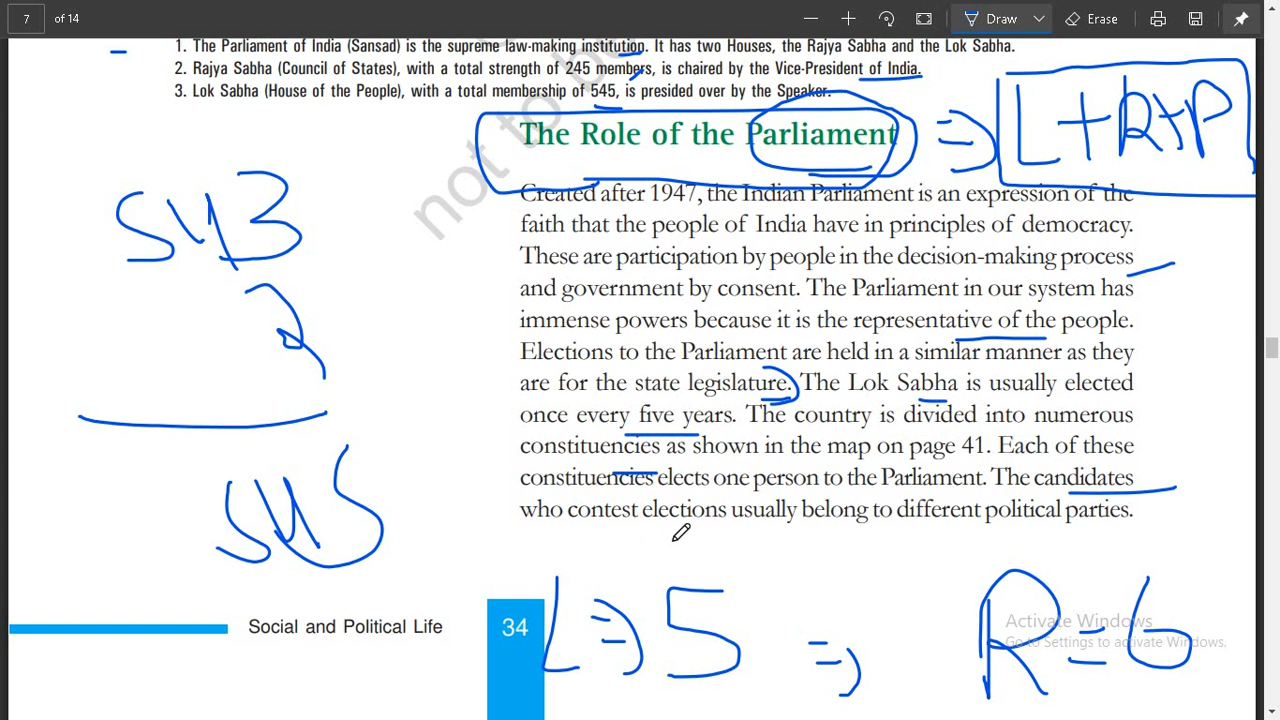 7 of 14 Draw Erase
1. The Parliament of India (Sansad) is the supreme law-making institution. It has two Houses, the Rajya Sabha and the Lok Sabha.
2. Rajya Sabha (Council of States), with a total strength of 245 members, is chaired by the Vice-President of India.
3. Lok Sabha (House of the People), with a total membership of 545, is presided over by the Speaker.
The Role of the Parliament => L+R+P
not to b
543
2
545
Created after 1947, the Indian Parliament is an expression of the
faith that the people of India have in principles of democracy.
These are participation by people in the decision-making process
and government by consent. The Parliament in our system has
immense powers because it is the representative of the people.
Elections to the Parliament are held in a similar manner as they
are for the state legislature. The Lok Sabha is usually elected
once every five years. The country is divided into numerous
constituencies as shown in the map on page 41. Each of these
constituencies elects one person to the Parliament. The candidates
who contest elections usually belong to different political parties.
L => 5 => R = 6
Social and Political Life 34
Activate Windows
Go to Settings to activate Windows.